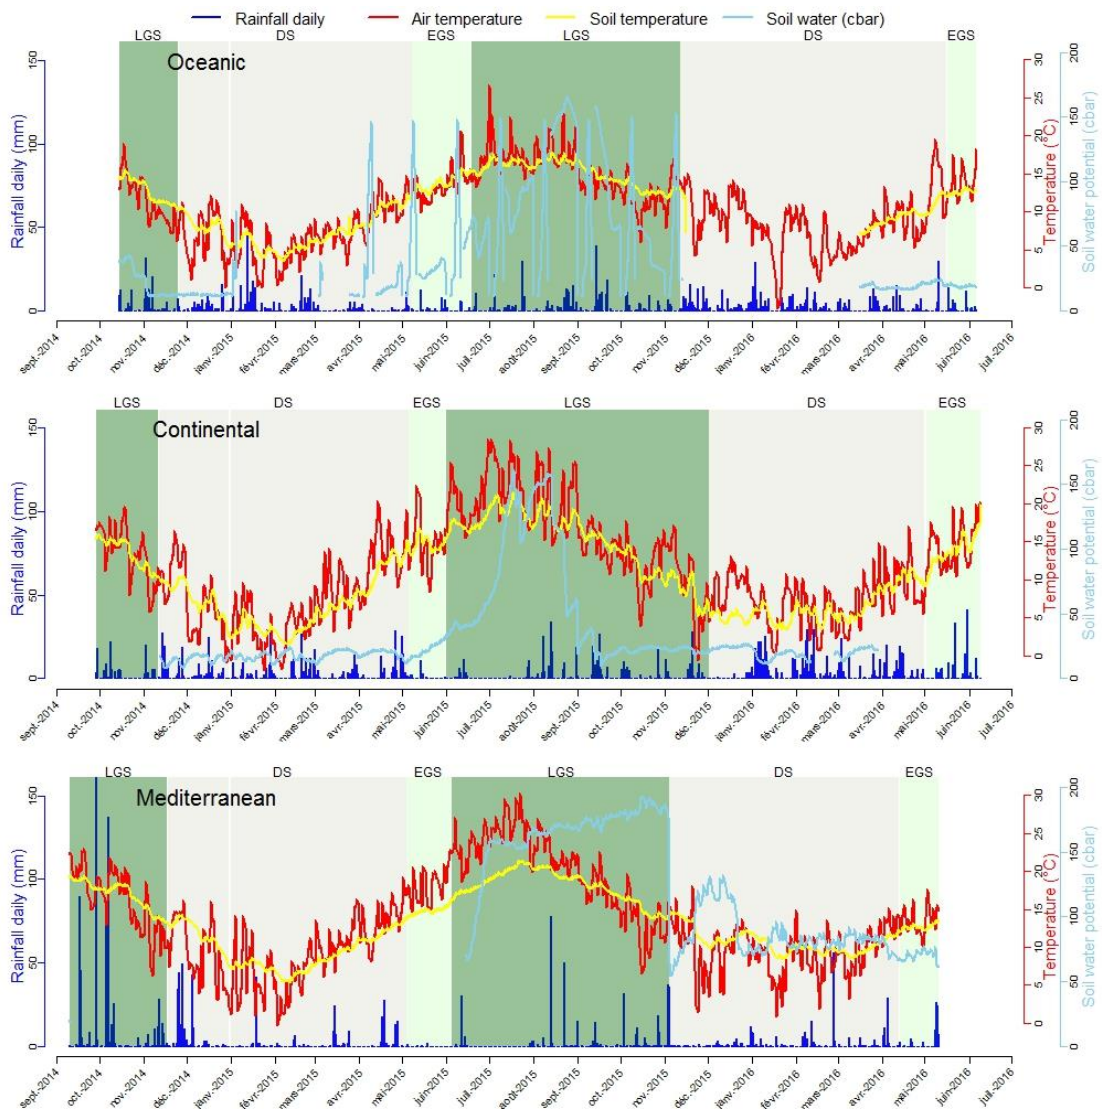 Rainfall daily Air temperature Soil temperature Soil water (cbar)
LGS DS EGS LGS DS EGS
Oceanic
Rainfall daily (mm)
0 50 100 150
Temperature (°C)
0 5 10 15 20 25 30
Soil water potential (cbar)
0 50 100 150 200
sept.-2014 oct.-2014 nov.-2014 déc.-2014 janv.-2015 févr.-2015 mars-2015 avr.-2015 mai-2015 juin-2015 juil.-2015 août-2015 sept.-2015 oct.-2015 nov.-2015 déc.-2015 janv.-2016 févr.-2016 mars-2016 avr.-2016 mai-2016 juin-2016 juil.-2016
LGS DS EGS LGS DS EGS
Continental
Rainfall daily (mm)
0 50 100 150
Temperature (°C)
0 5 10 15 20 25 30
Soil water potential (cbar)
0 50 100 150 200
sept.-2014 oct.-2014 nov.-2014 déc.-2014 janv.-2015 févr.-2015 mars-2015 avr.-2015 mai-2015 juin-2015 juil.-2015 août-2015 sept.-2015 oct.-2015 nov.-2015 déc.-2015 janv.-2016 févr.-2016 mars-2016 avr.-2016 mai-2016 juin-2016 juil.-2016
LGS DS EGS LGS DS EGS
Mediterranean
Rainfall daily (mm)
0 50 100 150
Temperature (°C)
0 5 10 15 20 25 30
Soil water potential (cbar)
0 50 100 150 200
sept.-2014 oct.-2014 nov.-2014 déc.-2014 janv.-2015 févr.-2015 mars-2015 avr.-2015 mai-2015 juin-2015 juil.-2015 août-2015 sept.-2015 oct.-2015 nov.-2015 déc.-2015 janv.-2016 févr.-2016 mars-2016 avr.-2016 mai-2016 juin-2016 juil.-2016